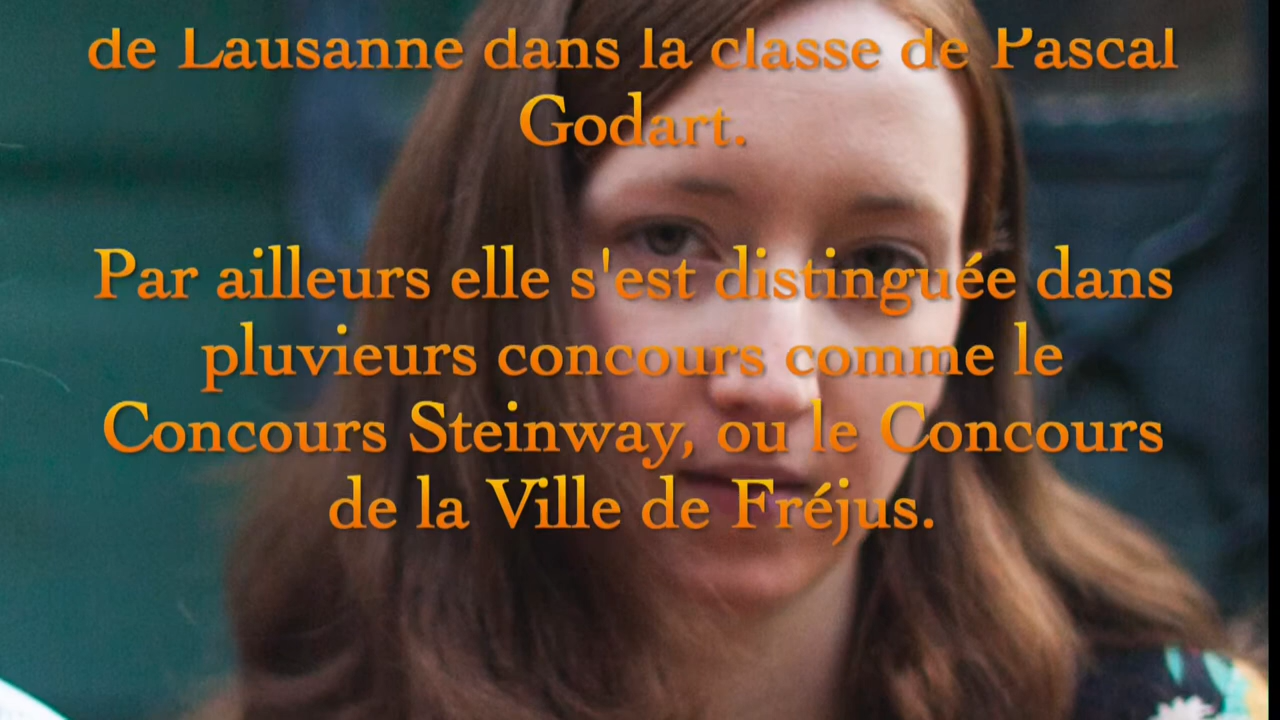 de Lausanne dans la classe de Pascal
Godart.
Par ailleurs elle s'est distinguée dans
pluvieurs concours comme le
Concours Steinway, ou le Concours
de la Ville de Fréjus.